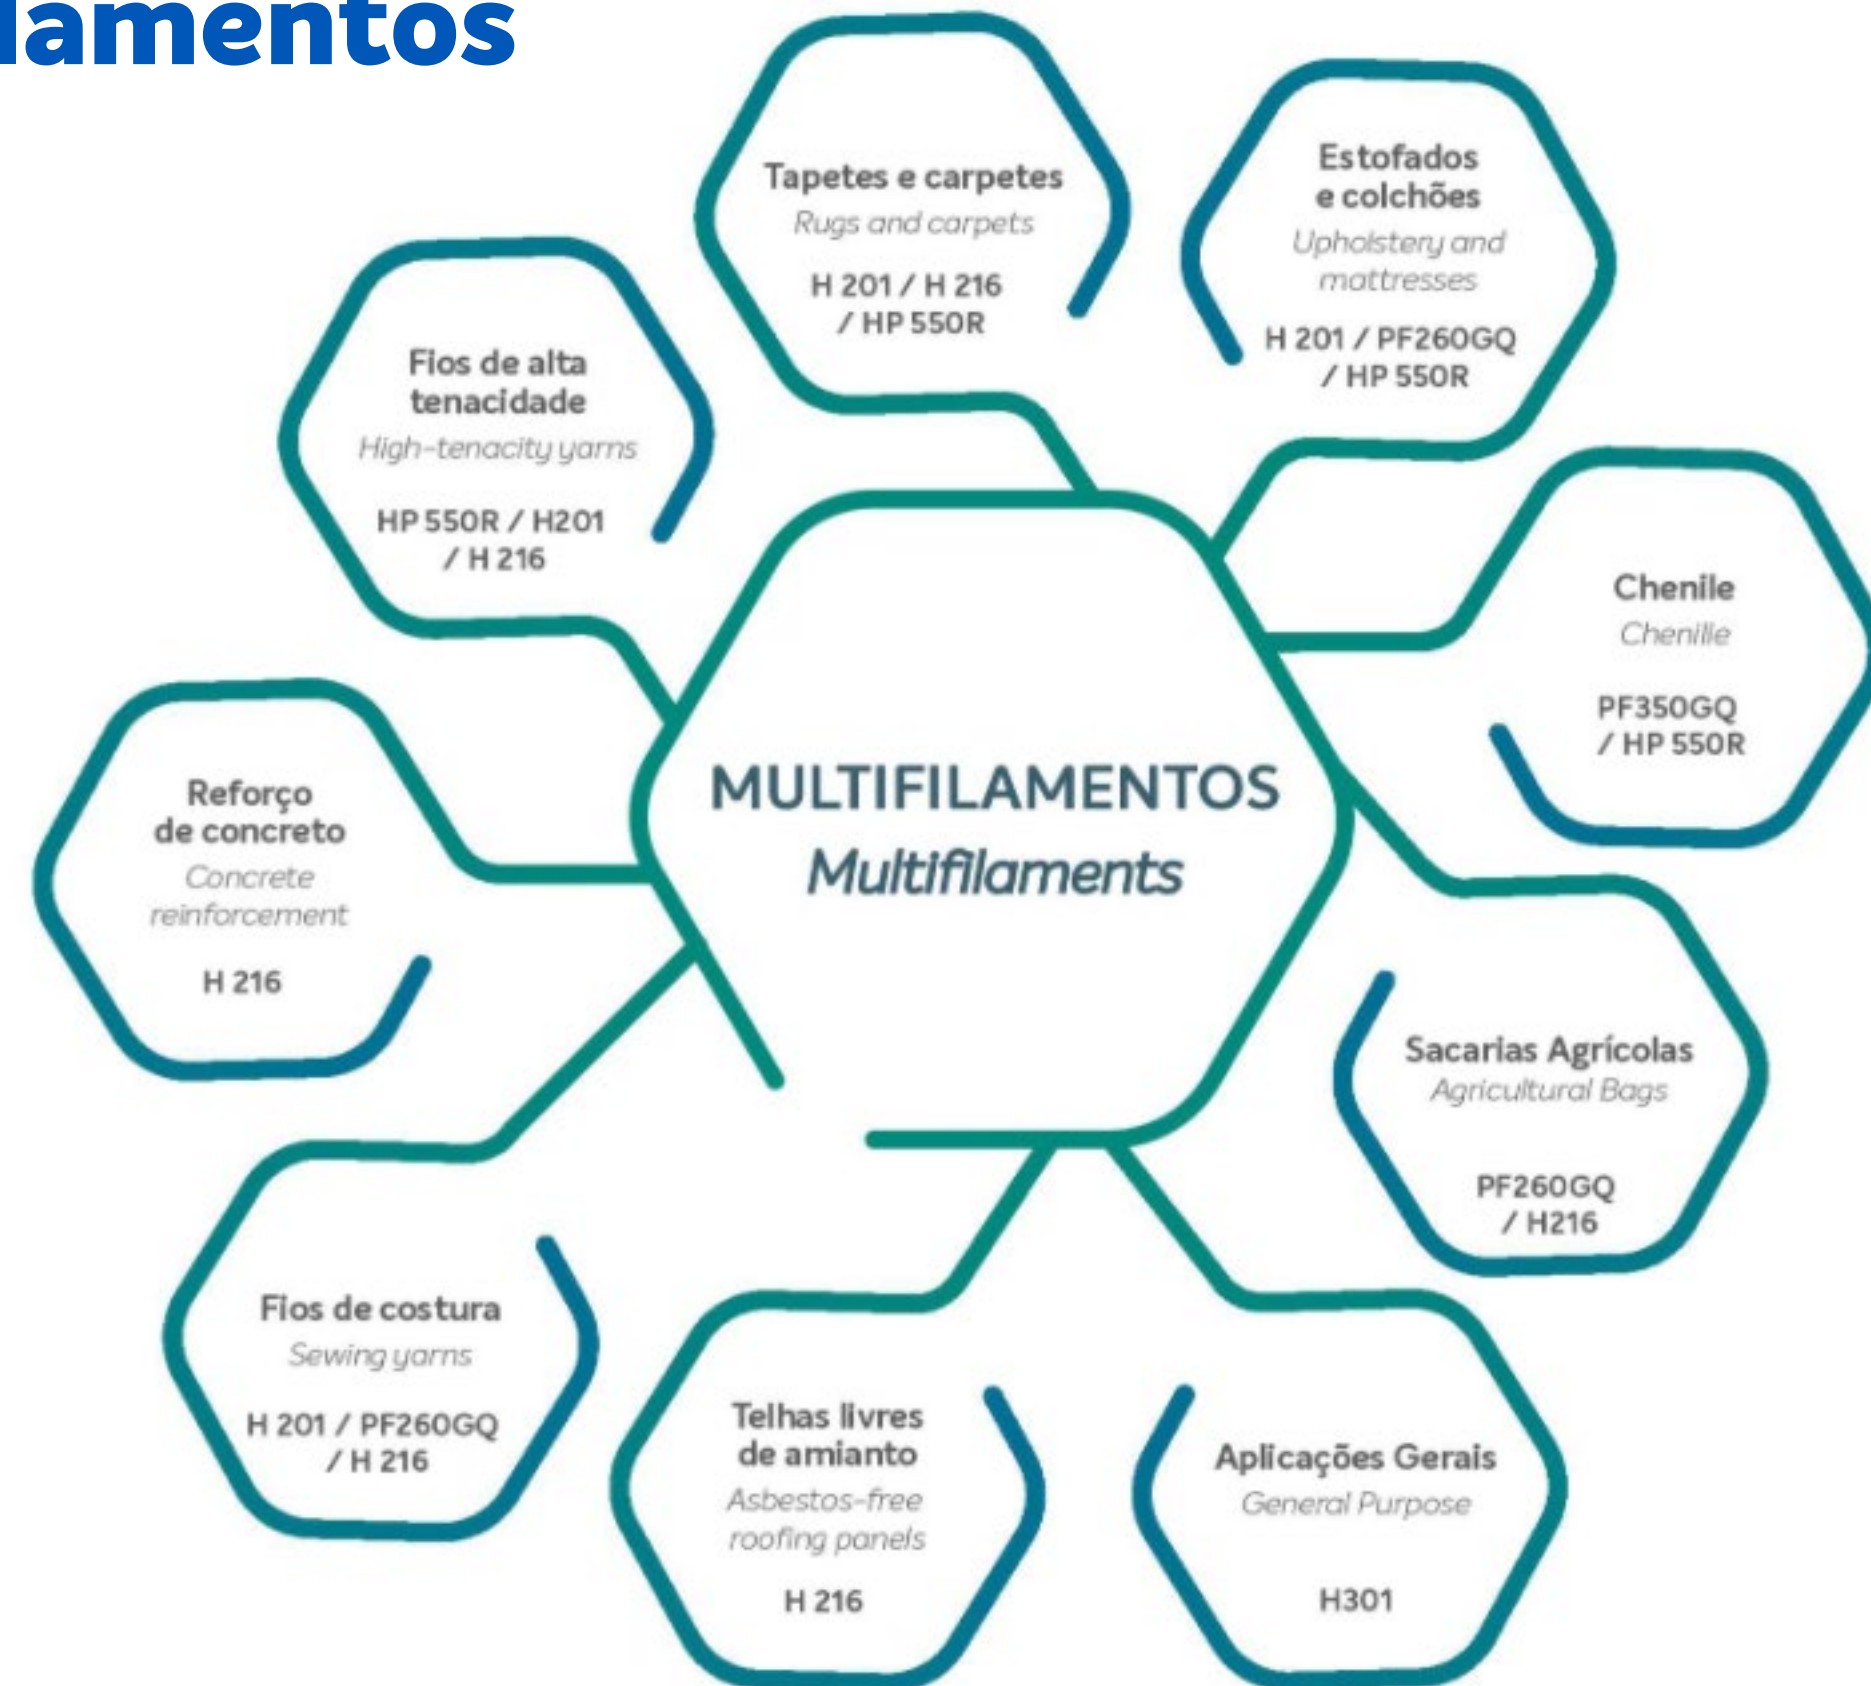 lamentos
Tapetes e carpetes
Rugs and carpets
H 201 / H 216
/ HP 550R
Estofados
e colchões
Upholstery and
mattresses
H 201 / PF260GQ
/ HP 550R
Fios de alta
tenacidade
High-tenacity yarns
HP 550R / H201
/ H 216
Chenile
Chenille
PF350GQ
/ HP 550R
MULTIFILAMENTOS
Multifilaments
Reforço
de concreto
Concrete
reinforcement
H 216
Sacarias Agrícolas
Agricultural Bags
PF260GQ
/ H216
Fios de costura
Sewing yarns
H 201 / PF260GQ
/ H 216
Telhas livres
de amianto
Asbestos-free
roofing panels
H 216
Aplicações Gerais
General Purpose
H301